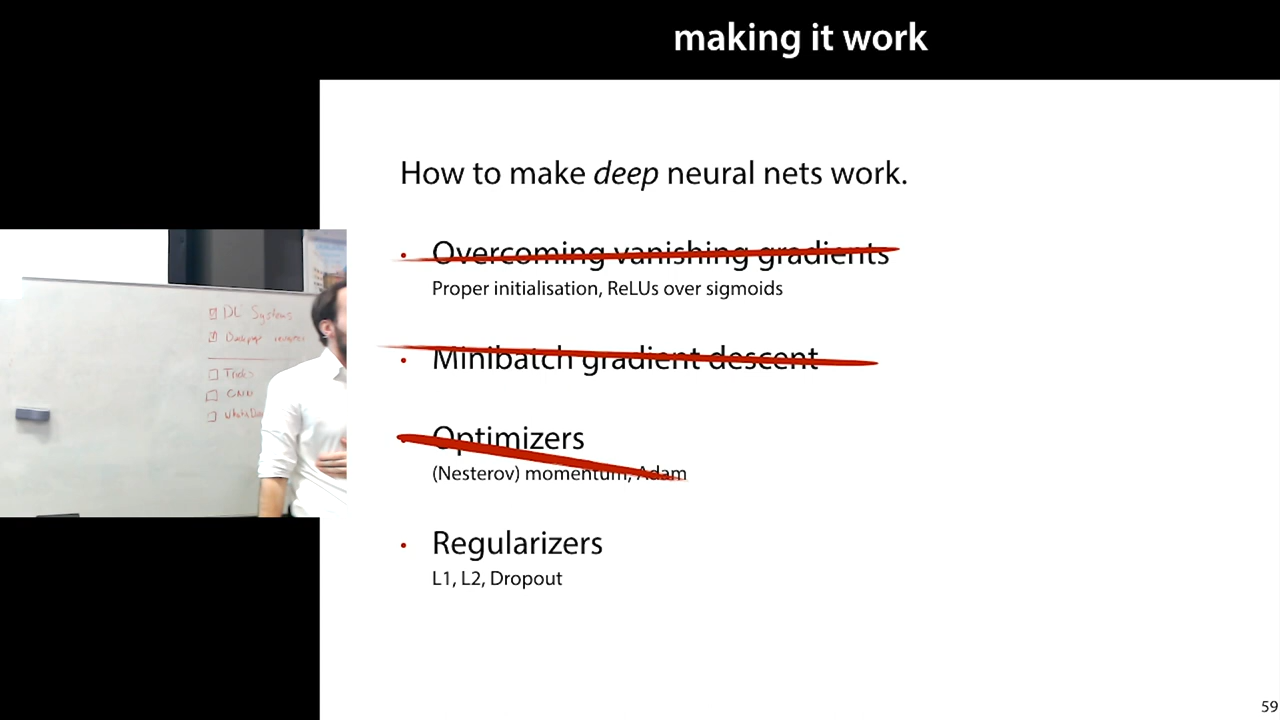 making it work
How to make deep neural nets work.
• Overcoming vanishing gradients
Proper initialisation, ReLUs over sigmoids
• Minibatch gradient descent
• Optimizers
(Nesterov) momentum, Adam
• Regularizers
L1, L2, Dropout
DL Systems
Tricks
CNN
59